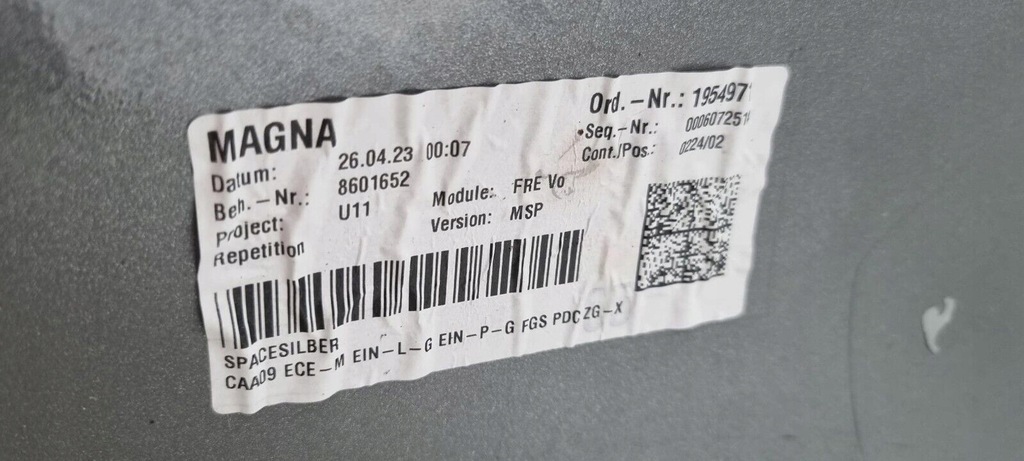 MAGNA
Datum: 26.04.23 00:07
Beh.-Nr.: 8601652
Project: U11
Repetition
Module: FRE Vo
Version: MSP
Ord.-Nr.: 195497
Seq.-Nr.: 000607251
Cont./Pos.: 0224/02
SPACESILBER
CAA09 ECE-M EIN-L-G EIN-P-G FGS PDC ZG-X